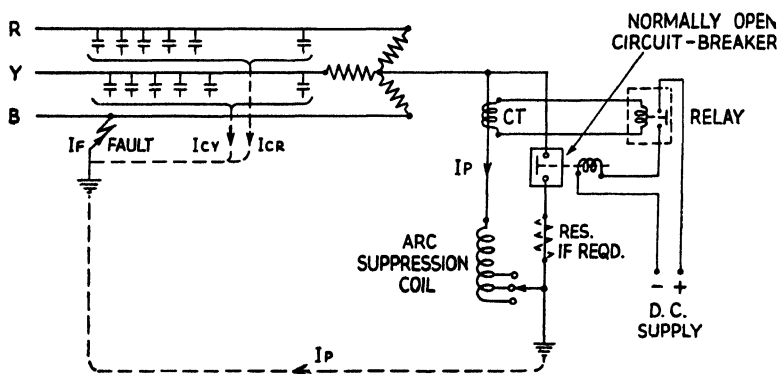 NORMALLY OPEN
CIRCUIT-BREAKER
R
Y
B
CT
RELAY
IF
FAULT
ICY
ICR
IP
ARC
SUPPRESSION
COIL
RES.
IF REQD.
- +
D.C.
SUPPLY
IP